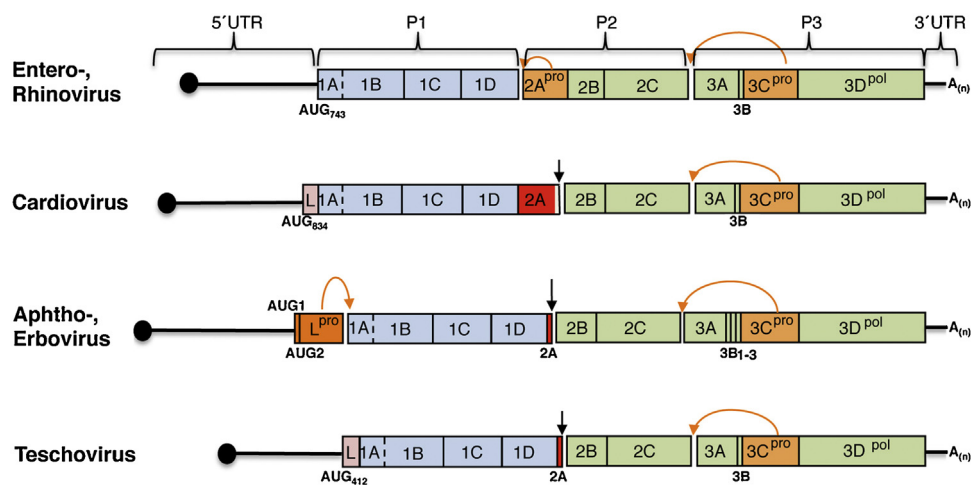 5´UTR P1 P2 P3 3´UTR
Entero-,
Rhinovirus
1A 1B 1C 1D 2Apro 2B 2C 3A 3Cpro 3Dpol A(n)
AUG743 3B
Cardiovirus
L 1A 1B 1C 1D 2A 2B 2C 3A 3Cpro 3D pol A(n)
AUG834 3B
Aphtho-,
Erbovirus
AUG1
Lpro 1A 1B 1C 1D 2B 2C 3A 3Cpro 3Dpol A(n)
AUG2 2A 3B1-3
Teschovirus
L 1A 1B 1C 1D 2B 2C 3A 3Cpro 3D pol A(n)
AUG412 2A 3B